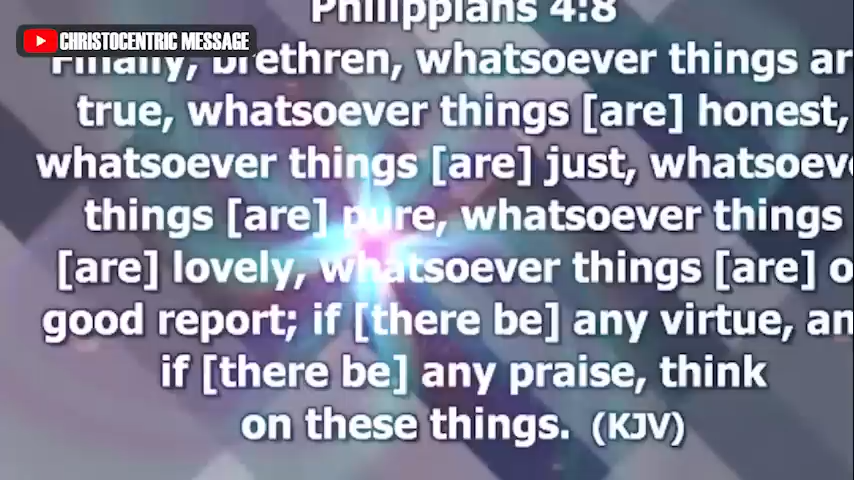 Philippians 4:8
CHRISTOCENTRIC MESSAGE
Finally, brethren, whatsoever things ar
true, whatsoever things [are] honest,
whatsoever things [are] just, whatsoev
things [are] pure, whatsoever things
[are] lovely, whatsoever things [are] o
good report; if [there be] any virtue, an
if [there be] any praise, think
on these things. (KJV)